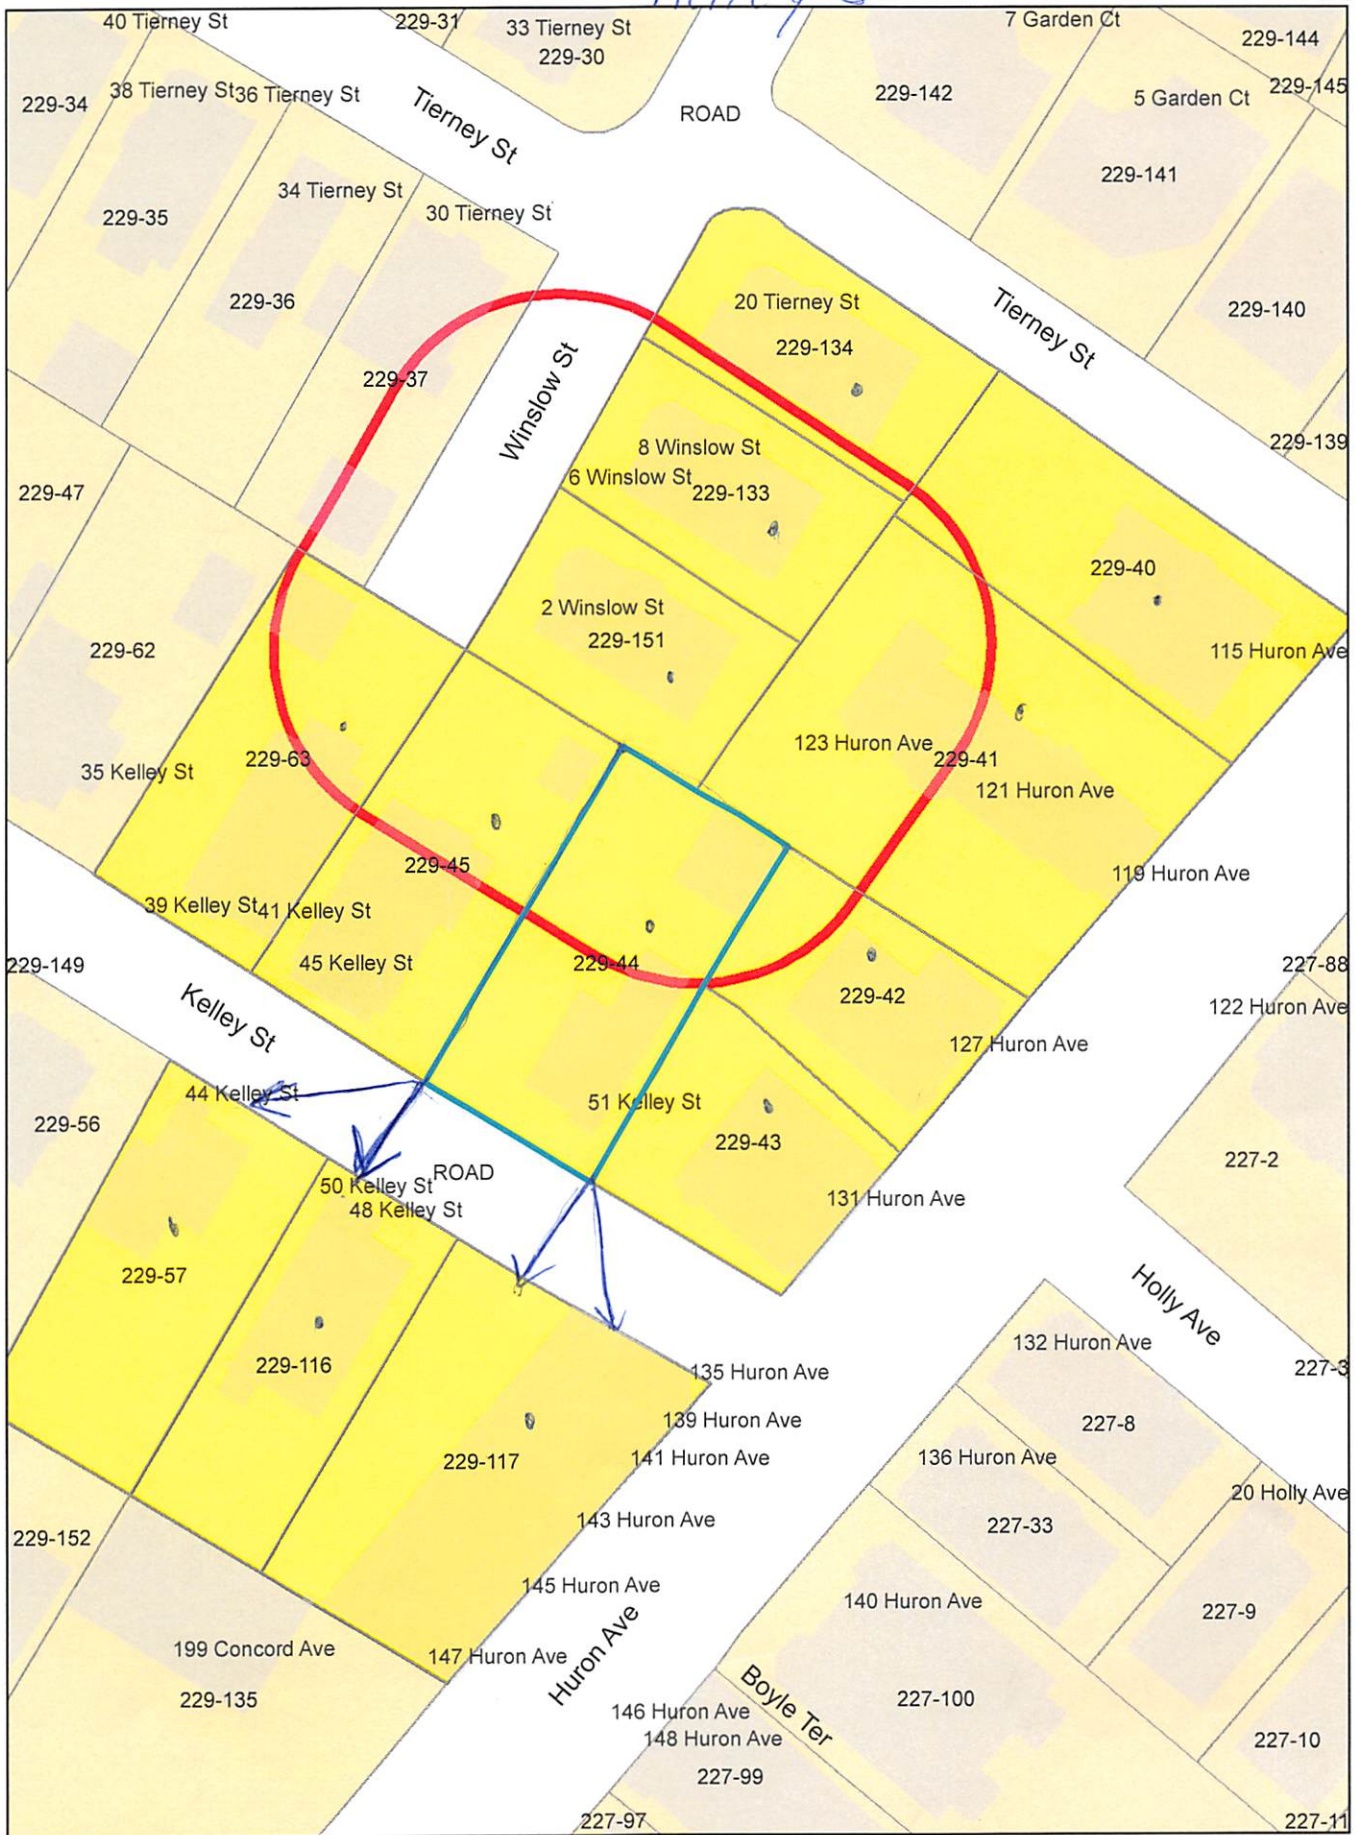 40 Tierney St
229-31
33 Tierney St
229-30
7 Garden Ct
229-144
229-34
38 Tierney St
36 Tierney St
Tierney St
ROAD
229-142
5 Garden Ct
229-145
229-141
34 Tierney St
229-35
30 Tierney St
229-36
20 Tierney St
229-134
Tierney St
229-140
229-37
Winslow St
8 Winslow St
6 Winslow St
229-133
229-139
229-47
229-40
2 Winslow St
229-151
229-62
115 Huron Ave
123 Huron Ave
229-41
229-63
35 Kelley St
121 Huron Ave
229-45
119 Huron Ave
39 Kelley St
41 Kelley St
45 Kelley St
229-44
229-149
227-88
229-42
122 Huron Ave
Kelley St
127 Huron Ave
44 Kelley St
51 Kelley St
229-56
229-43
227-2
ROAD
50 Kelley St
48 Kelley St
131 Huron Ave
229-57
Holly Ave
132 Huron Ave
229-116
135 Huron Ave
227-3
139 Huron Ave
227-8
229-117
141 Huron Ave
136 Huron Ave
20 Holly Ave
143 Huron Ave
227-33
229-152
145 Huron Ave
140 Huron Ave
227-9
199 Concord Ave
147 Huron Ave
Huron Ave
229-135
Boyle Ter
227-100
146 Huron Ave
148 Huron Ave
227-10
227-99
227-97
227-11